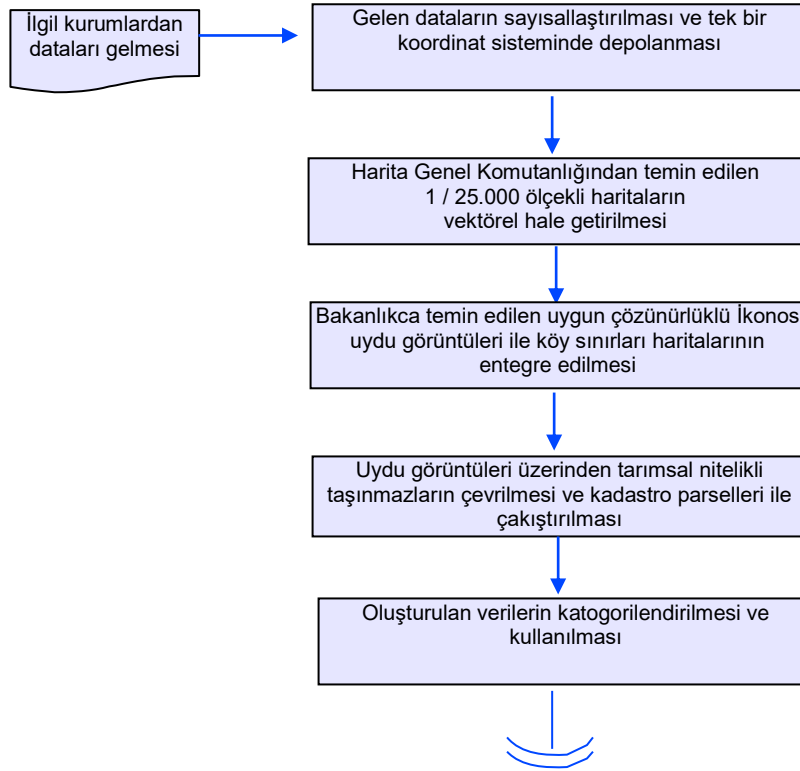 İlgil kurumlardan
dataları gelmesi
Gelen dataların sayısallaştırılması ve tek bir
koordinat sisteminde depolanması
Harita Genel Komutanlığından temin edilen
1 / 25.000 ölçekli haritaların
vektörel hale getirilmesi
Bakanlıkca temin edilen uygun çözünürlüklü İkonos
uydu görüntüleri ile köy sınırları haritalarının
entegre edilmesi
Uydu görüntüleri üzerinden tarımsal nitelikli
taşınmazların çevrilmesi ve kadastro parselleri ile
çakıştırılması
Oluşturulan verilerin katogorilendirilmesi ve
kullanılması